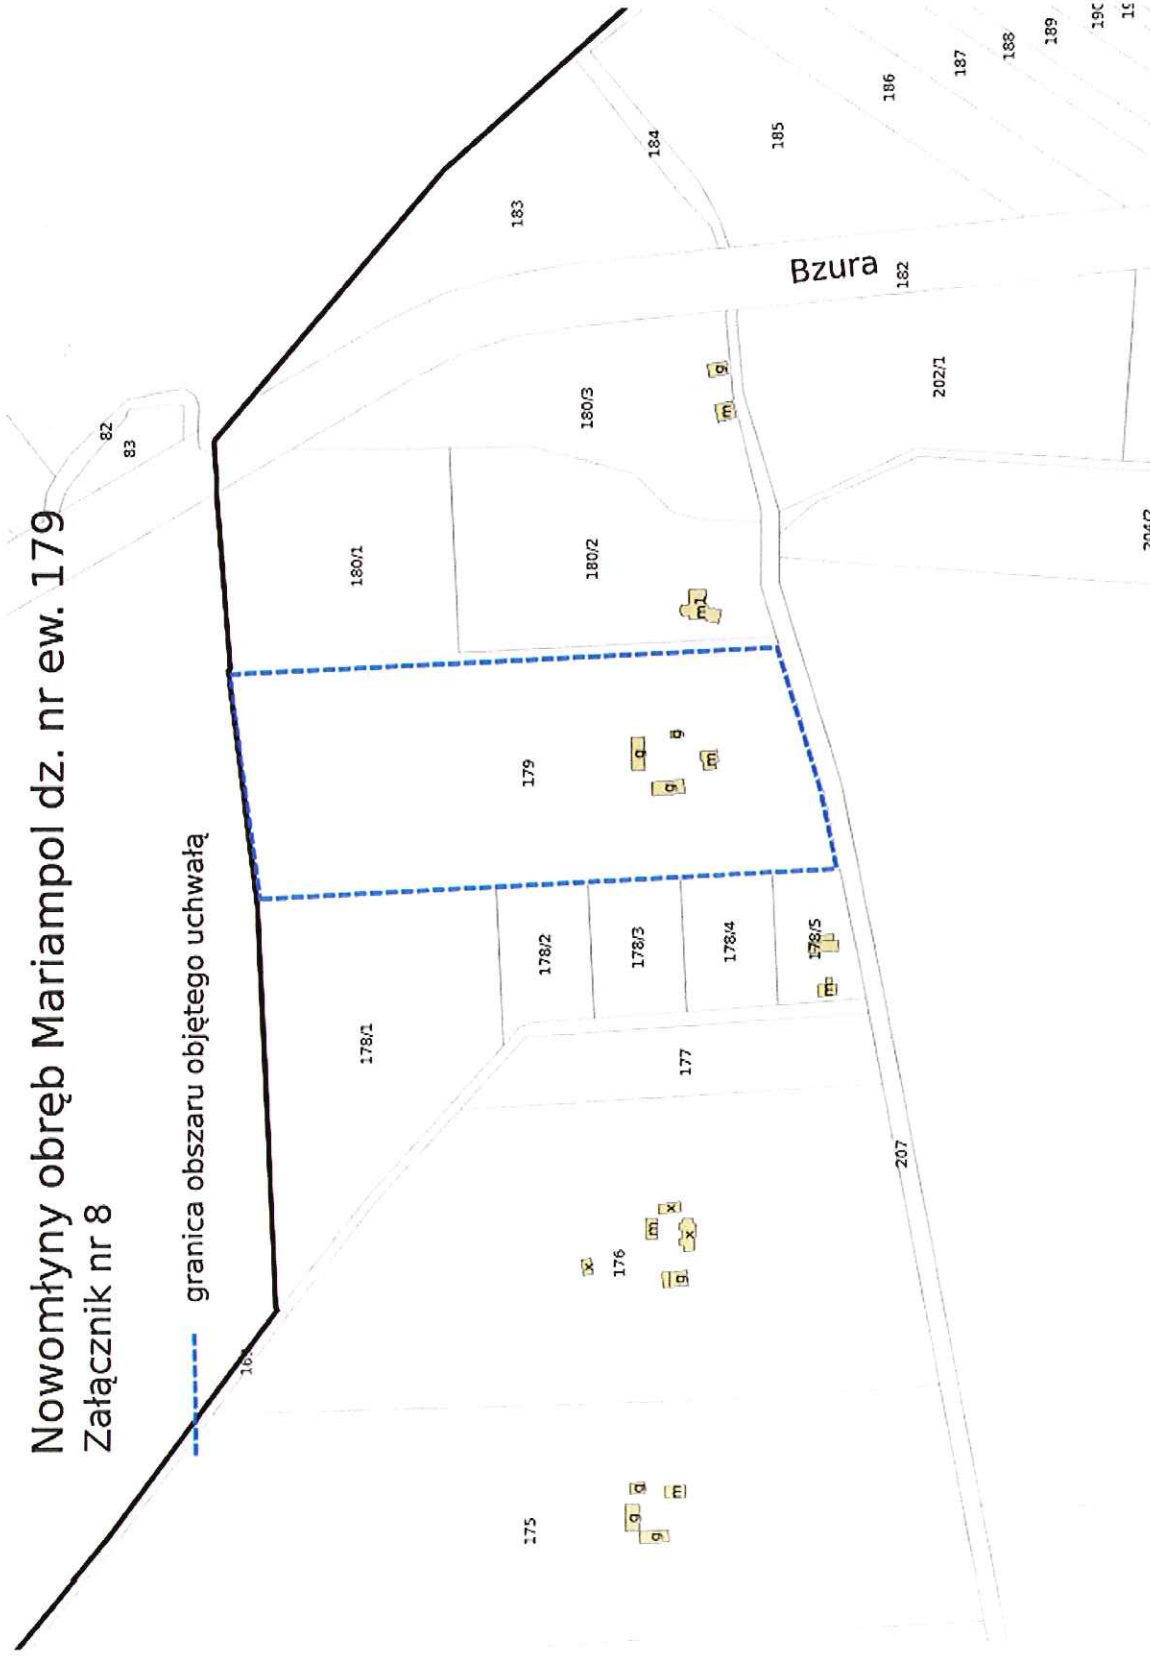 Nowomłyny obręb Mariampol dz. nr ew. 179
Załącznik nr 8
granica obszaru objętego uchwałą
82
83
183
184
185
186
187
188
189
180/1
180/2
180/3
Bzura
182
202/1
m
g
m1
179
g
g
g
m
178/1
178/2
178/3
178/4
178/5
m
177
207
176
x
m
x
x
g
175
g
g
g
m